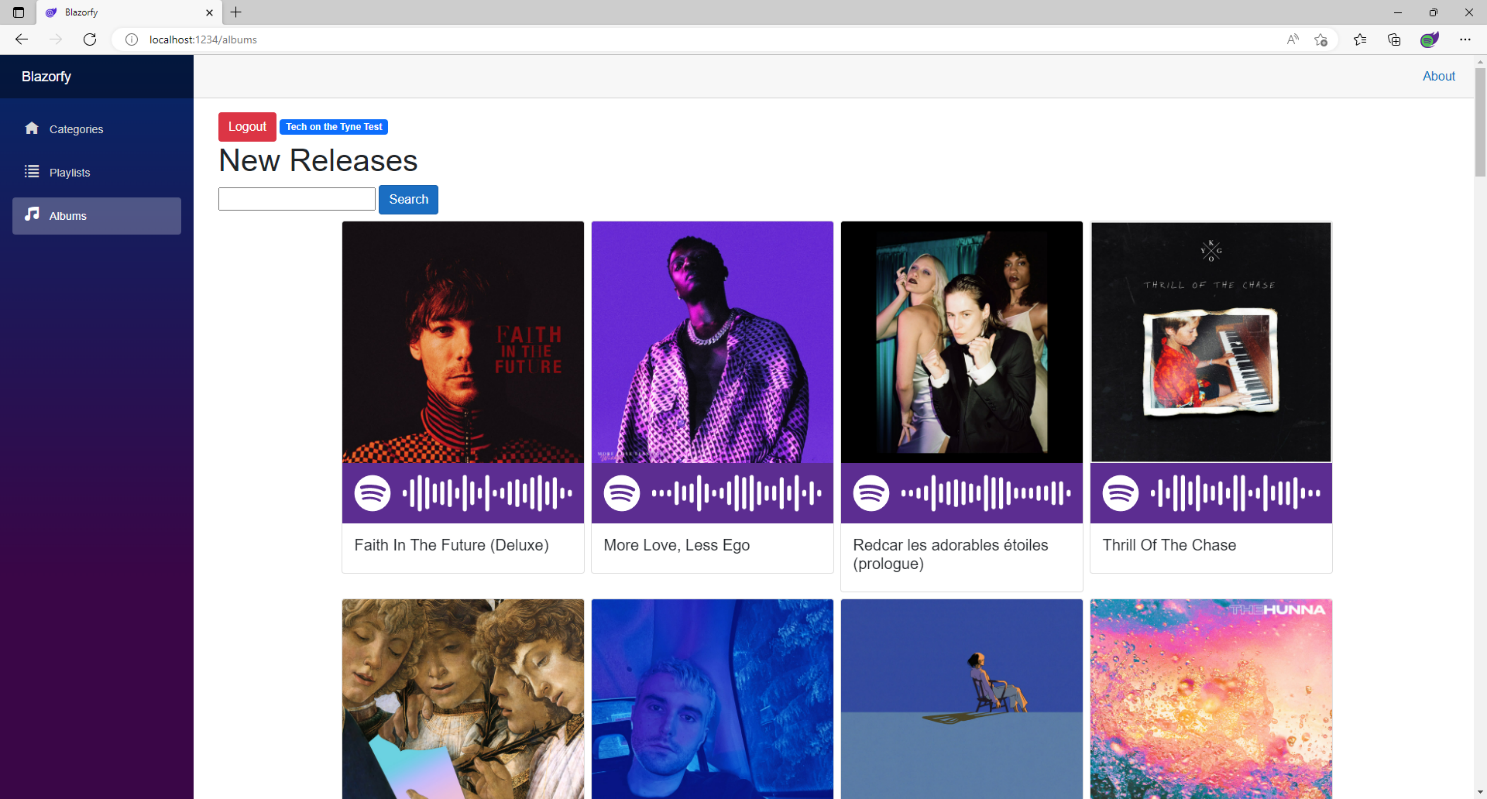 Blazorfy
localhost:1234/albums
Blazorfy
About
Categories
Playlists
Albums
Logout
Tech on the Tyne Test
New Releases
Search
FAITH
IN THE
FUTURE
K
Y G
O
THRILL OF THE CHASE
Faith In The Future (Deluxe)
More Love, Less Ego
Redcar les adorables étoiles
(prologue)
Thrill Of The Chase
THEHUNNA